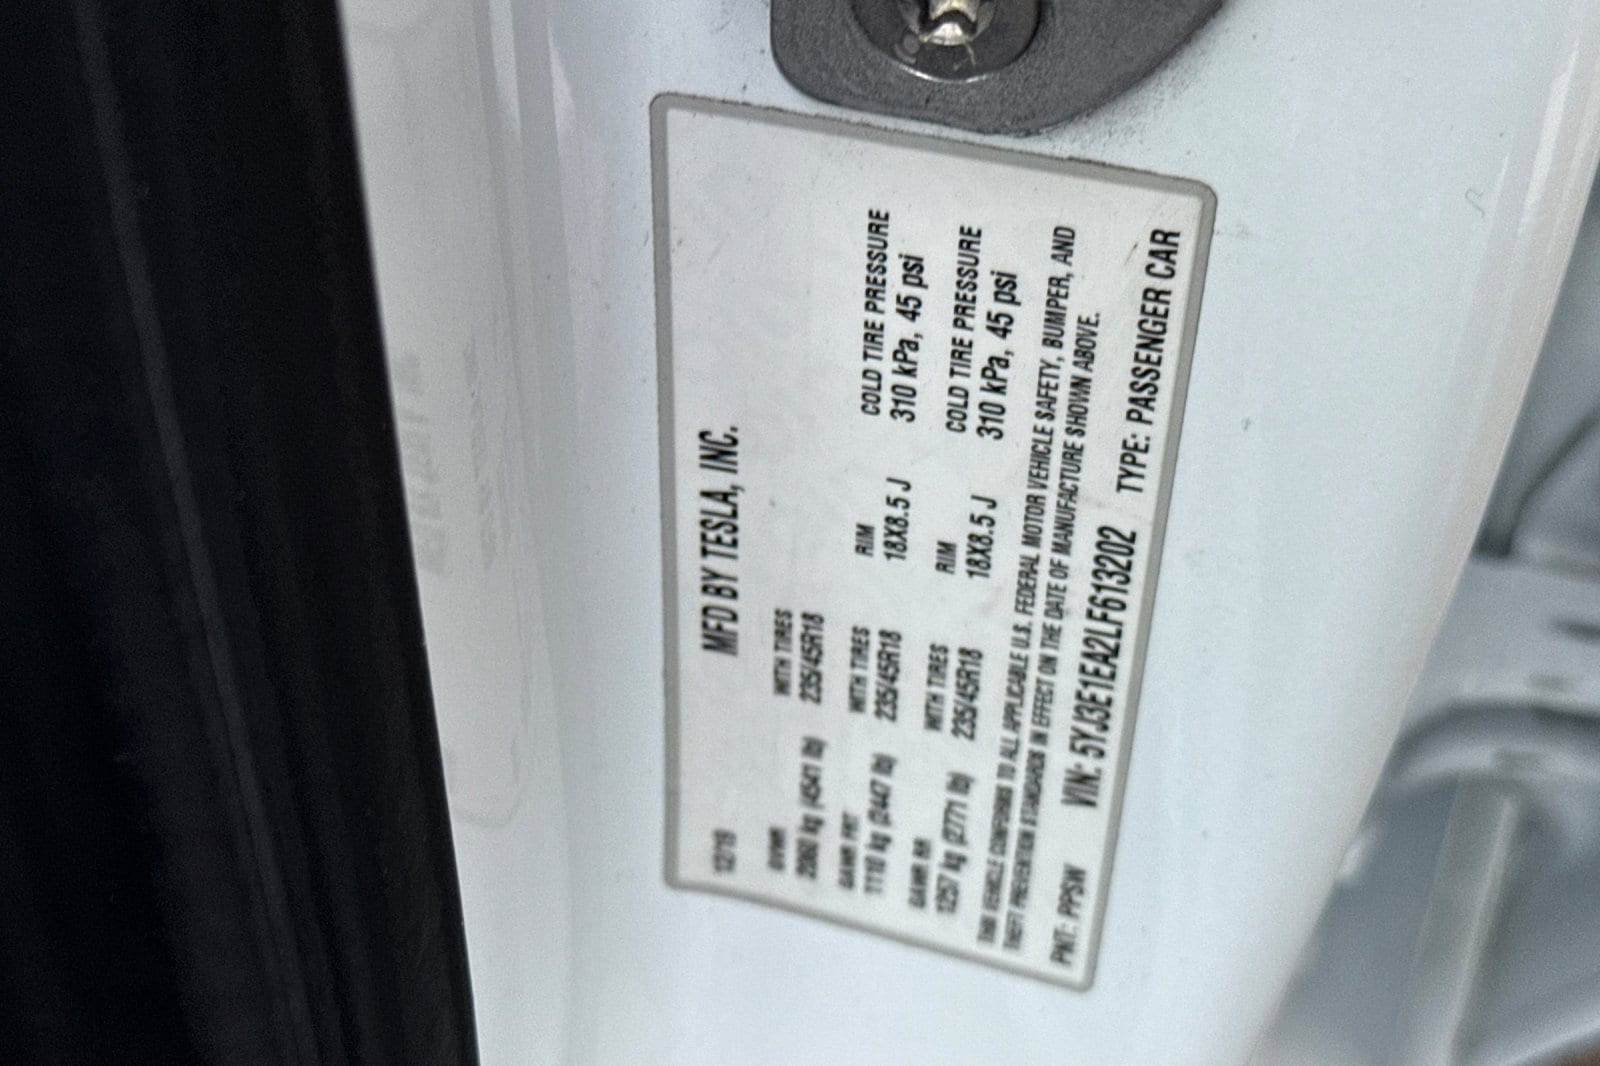 MFD BY TESLA, INC.
12/19
GVWR WITH TIRES
2060 kg (4541 lb) 235/45R18
GAWR FRT WITH TIRES RIM COLD TIRE PRESSURE
1110 kg (2447 lb) 235/45R18 18X8.5 J 310 kPa, 45 psi
GAWR RR WITH TIRES RIM COLD TIRE PRESSURE
1257 kg (2771 lb) 235/45R18 18X8.5 J 310 kPa, 45 psi
THIS VEHICLE CONFORMS TO ALL APPLICABLE U.S. FEDERAL MOTOR VEHICLE SAFETY, BUMPER, AND
THEFT PREVENTION STANDARDS IN EFFECT ON THE DATE OF MANUFACTURE SHOWN ABOVE.
PNT: PPSW VIN: 5YJ3E1EA2LF613202 TYPE: PASSENGER CAR